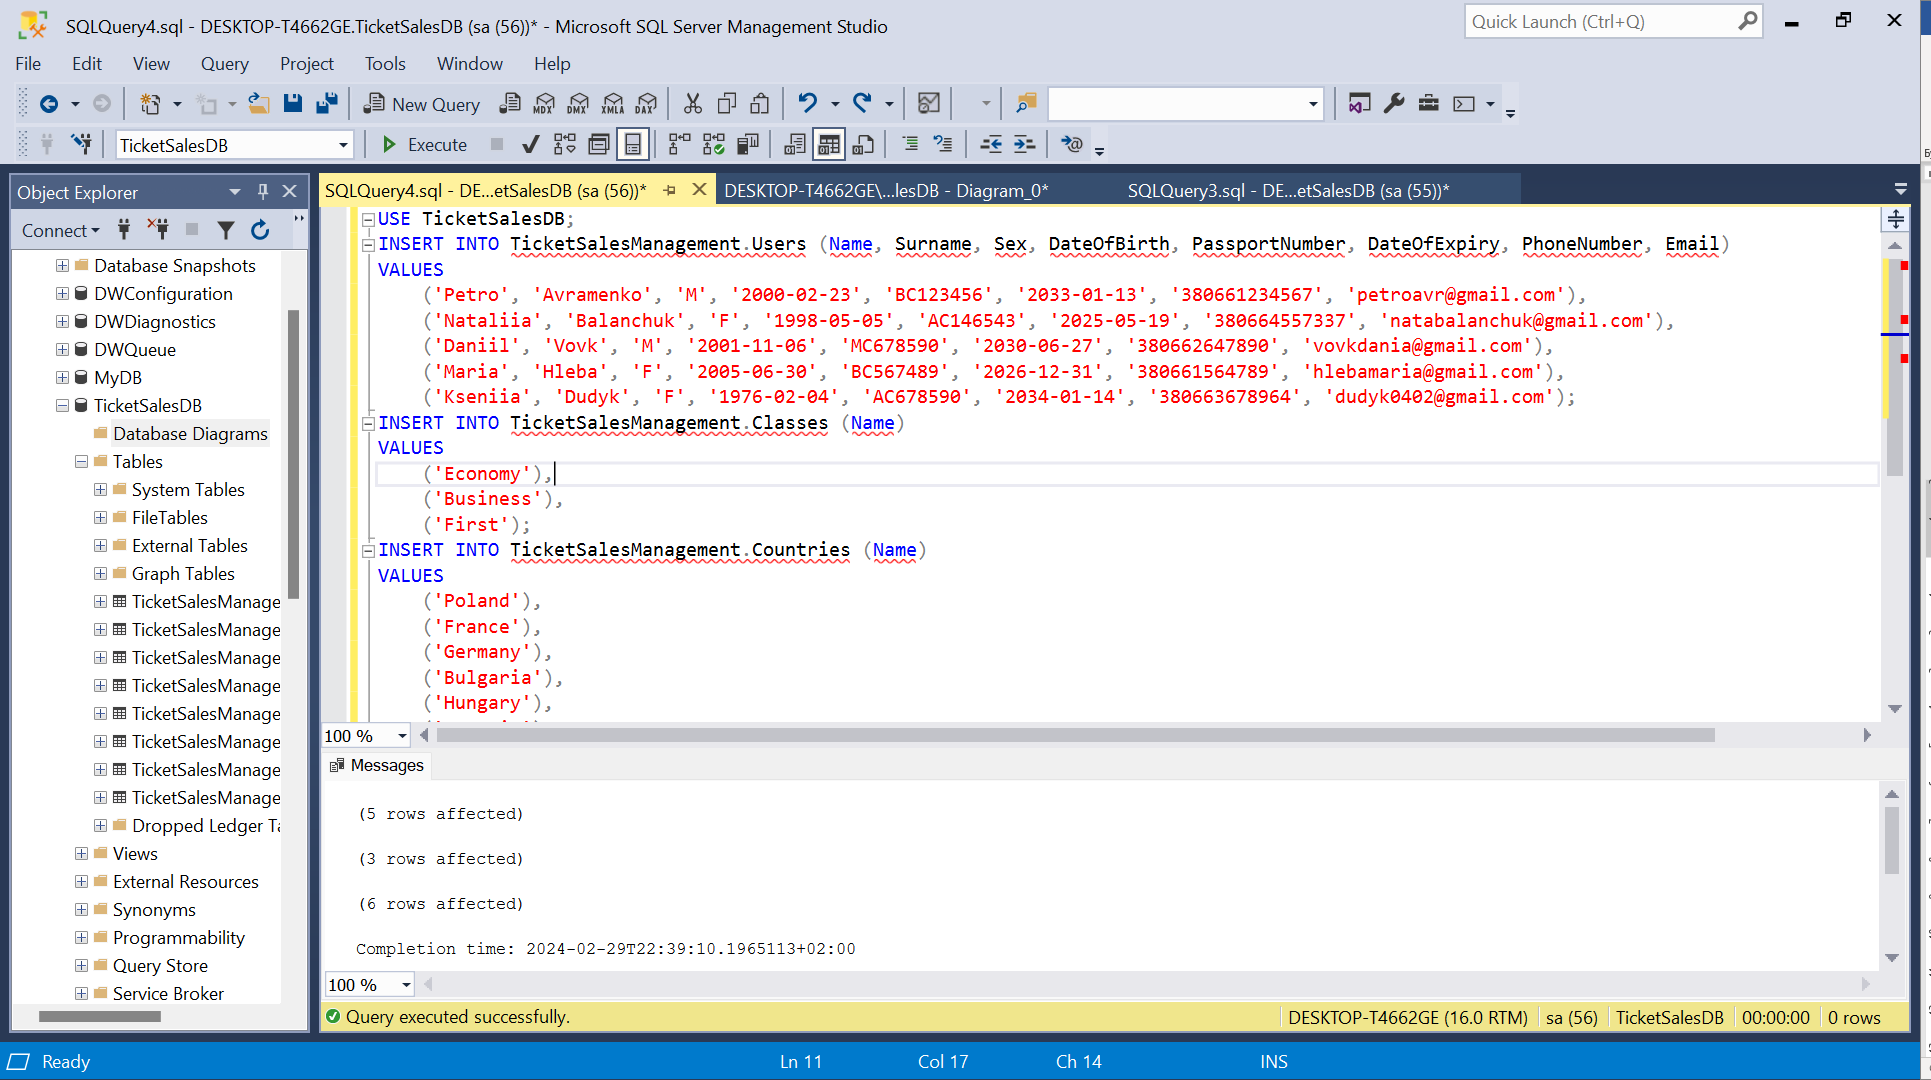 SQLQuery4.sql - DESKTOP-T4662GE.TicketSalesDB (sa (56))* - Microsoft SQL Server Management Studio
Quick Launch (Ctrl+Q)
File Edit View Query Project Tools Window Help
New Query MDX DMX XMLA DAX
TicketSalesDB Execute
Object Explorer
SQLQuery4.sql - DE...etSalesDB (sa (56))*
DESKTOP-T4662GE\...lesDB - Diagram_0*
SQLQuery3.sql - DE...etSalesDB (sa (55))*
Connect
Database Snapshots
DWConfiguration
DWDiagnostics
DWQueue
MyDB
TicketSalesDB
Database Diagrams
Tables
System Tables
FileTables
External Tables
Graph Tables
TicketSalesManage
TicketSalesManage
TicketSalesManage
TicketSalesManage
TicketSalesManage
TicketSalesManage
TicketSalesManage
TicketSalesManage
Dropped Ledger Ta
Views
External Resources
Synonyms
Programmability
Query Store
Service Broker
USE TicketSalesDB;
INSERT INTO TicketSalesManagement.Users (Name, Surname, Sex, DateOfBirth, PassportNumber, DateOfExpiry, PhoneNumber, Email)
VALUES
('Petro', 'Avramenko', 'M', '2000-02-23', 'BC123456', '2033-01-13', '380661234567', 'petroavr@gmail.com'),
('Nataliia', 'Balanchuk', 'F', '1998-05-05', 'AC146543', '2025-05-19', '380664557337', 'natabalanchuk@gmail.com'),
('Daniil', 'Vovk', 'M', '2001-11-06', 'MC678590', '2030-06-27', '380662647890', 'vovkdania@gmail.com'),
('Maria', 'Hleba', 'F', '2005-06-30', 'BC567489', '2026-12-31', '380661564789', 'hlebamaria@gmail.com'),
('Kseniia', 'Dudyk', 'F', '1976-02-04', 'AC678590', '2034-01-14', '380663678964', 'dudyk0402@gmail.com');
INSERT INTO TicketSalesManagement.Classes (Name)
VALUES
('Economy'),
('Business'),
('First');
INSERT INTO TicketSalesManagement.Countries (Name)
VALUES
('Poland'),
('France'),
('Germany'),
('Bulgaria'),
('Hungary'),
100 %
Messages
(5 rows affected)
(3 rows affected)
(6 rows affected)
Completion time: 2024-02-29T22:39:10.1965113+02:00
100 %
Query executed successfully.
DESKTOP-T4662GE (16.0 RTM) sa (56) TicketSalesDB 00:00:00 0 rows
Ready Ln 11 Col 17 Ch 14 INS